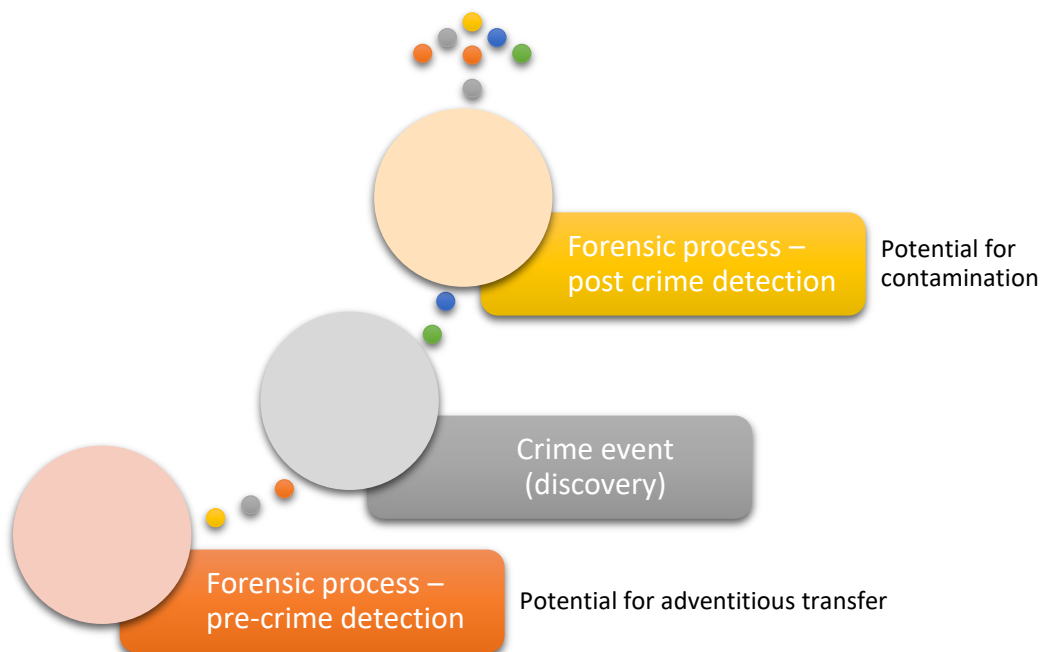 Forensic process –
post crime detection
Potential for
contamination
Crime event
(discovery)
Forensic process –
pre-crime detection
Potential for adventitious transfer